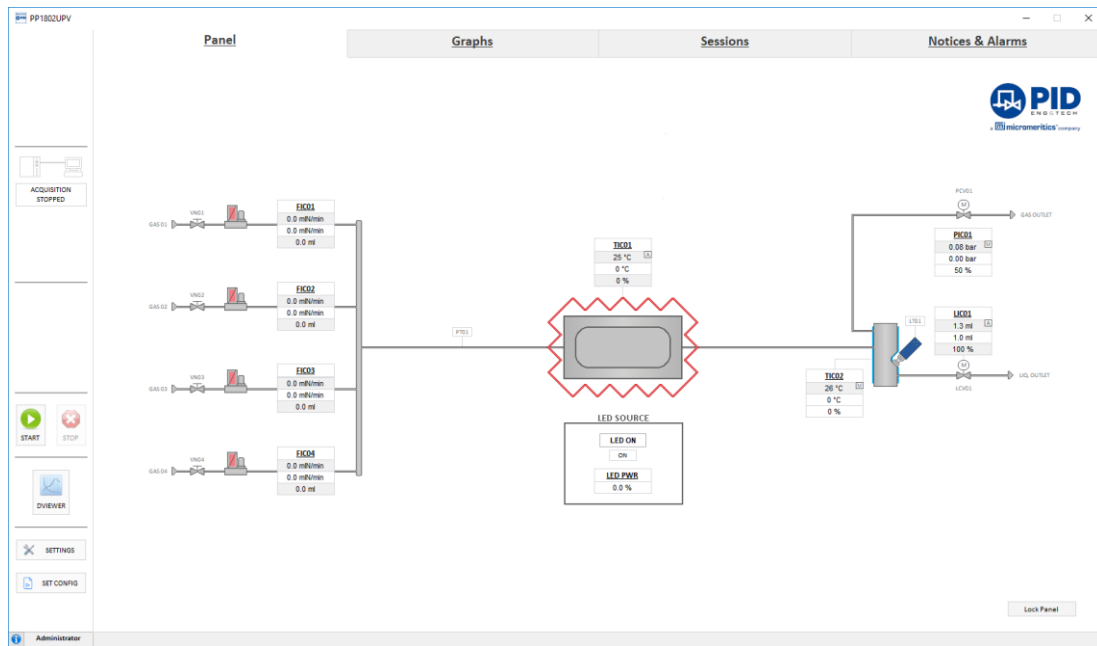 PP1802UPV
Panel
Graphs
Sessions
Notices & Alarms
PID
ENG&TECH
a mi micromeritics® company
ACQUISITION
STOPPED
START
STOP
DVIEWER
SETTINGS
SET CONFIG
Administrator
GAS 01
VN01
FIC01
0.0 mlN/min
0.0 mlN/min
0.0 ml
GAS 02
VN02
FIC02
0.0 mlN/min
0.0 mlN/min
0.0 ml
GAS 03
VN03
FIC03
0.0 mlN/min
0.0 mlN/min
0.0 ml
GAS 04
VN04
FIC04
0.0 mlN/min
0.0 mlN/min
0.0 ml
PT01
TIC01
25 °C A
0 °C
0 %
LED SOURCE
LED ON
ON
LED PWR
0.0 %
PCV01
M
GAS OUTLET
PIC01
0.08 bar M
0.00 bar
50 %
LT01
LIC01
1.3 ml A
1.0 ml
100 %
M
LIQ. OUTLET
LCV01
TIC02
26 °C M
0 °C
0 %
Lock Panel